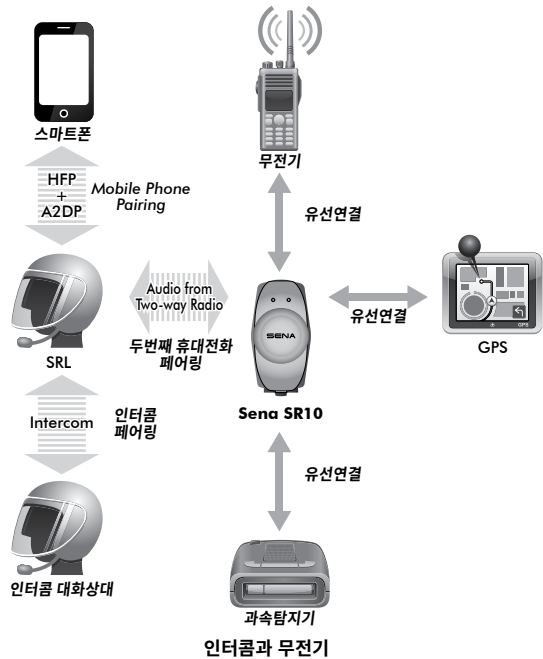 스마트폰
무전기
HFP
+
A2DP
Mobile Phone
Pairing
유선연결
Audio from
Two-way Radio
두번째 휴대전화
페어링
SRL
SENA
Sena SR10
유선연결
GPS
GPS
Intercom
인터콤
페어링
유선연결
인터콤 대화상대
과속탐지기
인터콤과 무전기